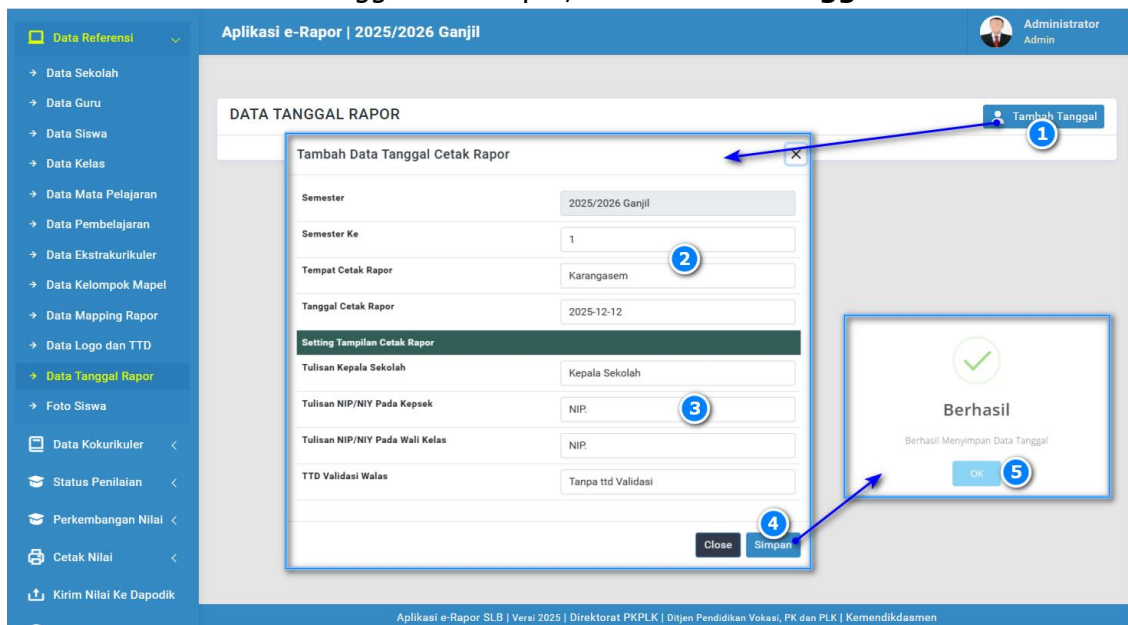 Data Referensi
Aplikasi e-Rapor | 2025/2026 Ganjil
Administrator
Admin
Data Sekolah
Data Guru
Data Siswa
Data Kelas
Data Mata Pelajaran
Data Pembelajaran
Data Ekstrakurikuler
Data Kelompok Mapel
Data Mapping Rapor
Data Logo dan TTD
Data Tanggal Rapor
Foto Siswa
Data Kokurikuler
Status Penilaian
Perkembangan Nilai
Cetak Nilai
Kirim Nilai Ke Dapodik
DATA TANGGAL RAPOR
Tambah Tanggal
1
Tambah Data Tanggal Cetak Rapor
X
Semester
2025/2026 Ganjil
Semester Ke
1
2
Tempat Cetak Rapor
Karangasem
Tanggal Cetak Rapor
2025-12-12
Setting Tampilan Cetak Rapor
Tulisan Kepala Sekolah
Kepala Sekolah
Tulisan NIP/NIY Pada Kepsek
NIP.
3
Tulisan NIP/NIY Pada Wali Kelas
NIP.
TTD Validasi Walas
Tanpa ttd Validasi
4
Close
Simpan
Berhasil
Berhasil Menyimpan Data Tanggal
OK
5
Aplikasi e-Rapor SLB | Versi 2025 | Direktorat PKPLK | Ditjen Pendidikan Vokasi, PK dan PLK | Kemendikdasmen